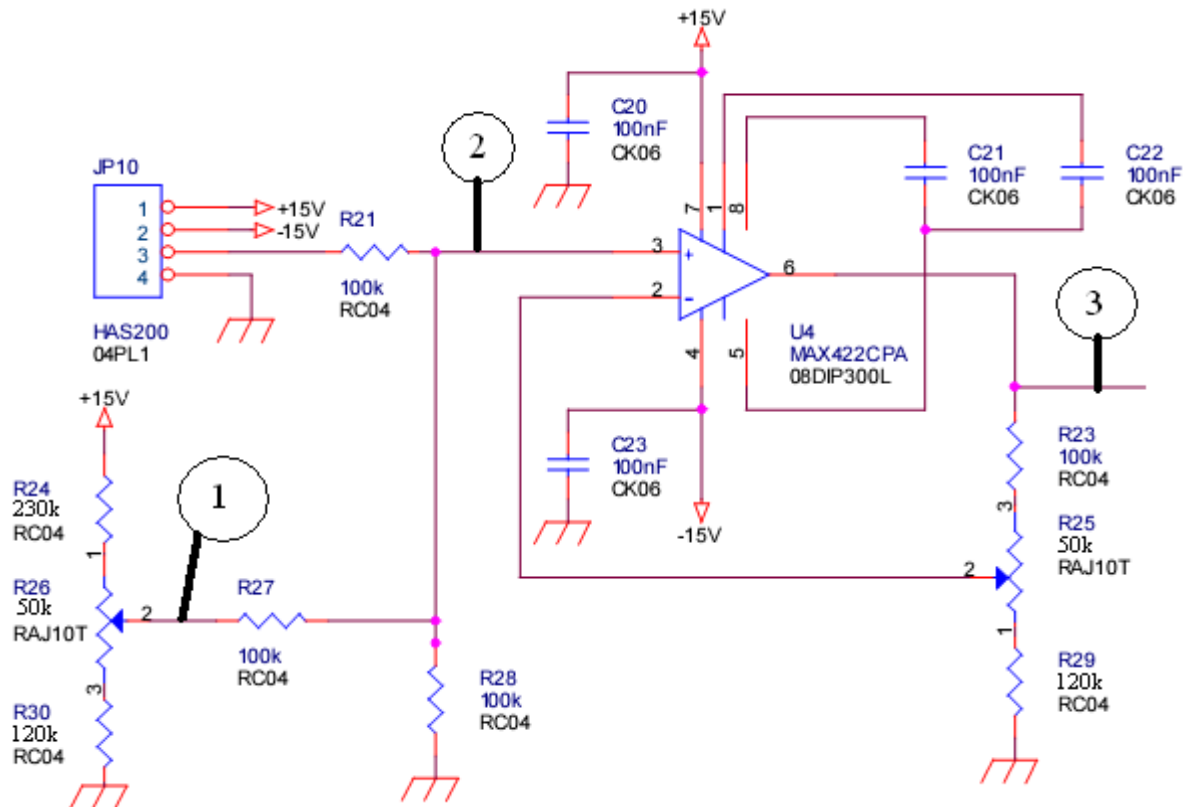 +15V
C20
100nF
CK06
2
JP10
1
2
3
4
+15V
-15V
HAS200
04PL1
R21
100k
RC04
7
1
8
3
+
2
-
6
4
5
U4
MAX422CPA
08DIP300L
C21
100nF
CK06
C22
100nF
CK06
3
C23
100nF
CK06
-15V
+15V
R24
230k
RC04
1
1
R26
50k
RAJ10T
2
3
R27
100k
RC04
R30
120k
RC04
R28
100k
RC04
R23
100k
RC04
3
R25
50k
RAJ10T
2
1
R29
120k
RC04